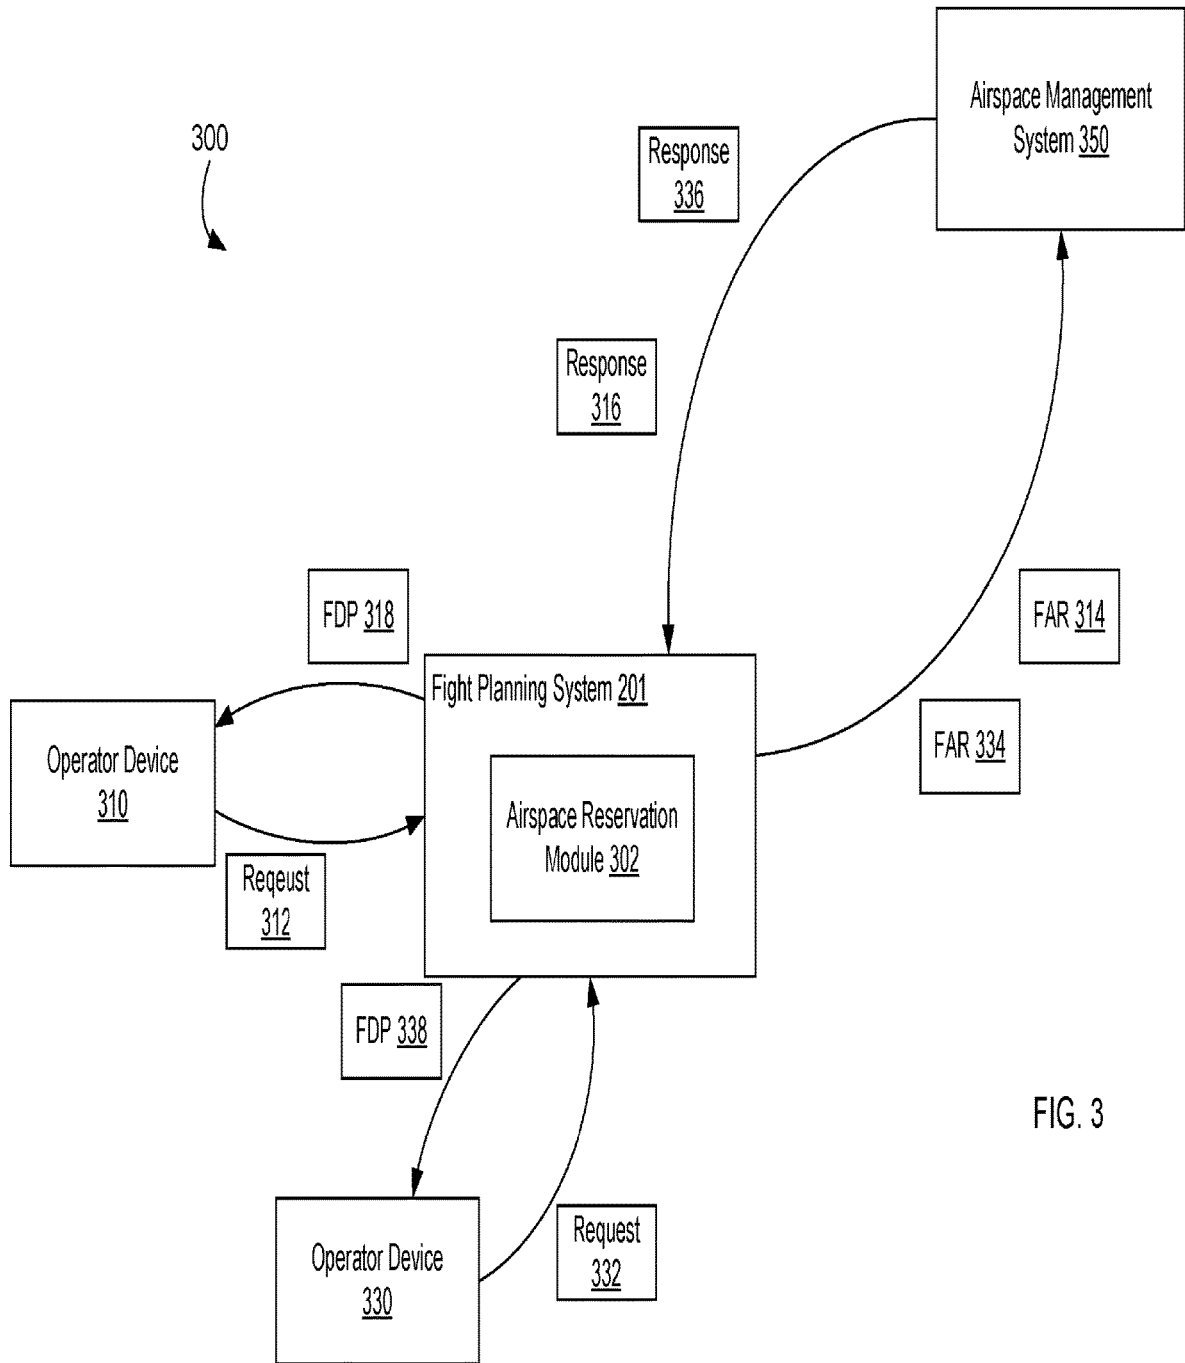 300
Airspace Management
System 350
Response
336
Response
316
FDP 318
FAR 314
Fight Planning System 201
FAR 334
Operator Device
310
Airspace Reservation
Module 302
Reqeust
312
FDP 338
FIG. 3
Operator Device
330
Request
332